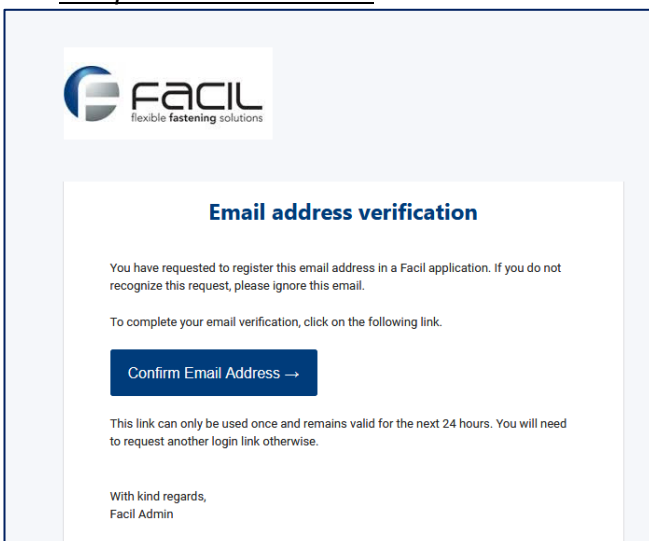 Facil
flexible fastening solutions
Email address verification
You have requested to register this email address in a Facil application. If you do not
recognize this request, please ignore this email.
To complete your email verification, click on the following link.
Confirm Email Address →
This link can only be used once and remains valid for the next 24 hours. You will need
to request another login link otherwise.
With kind regards,
Facil Admin